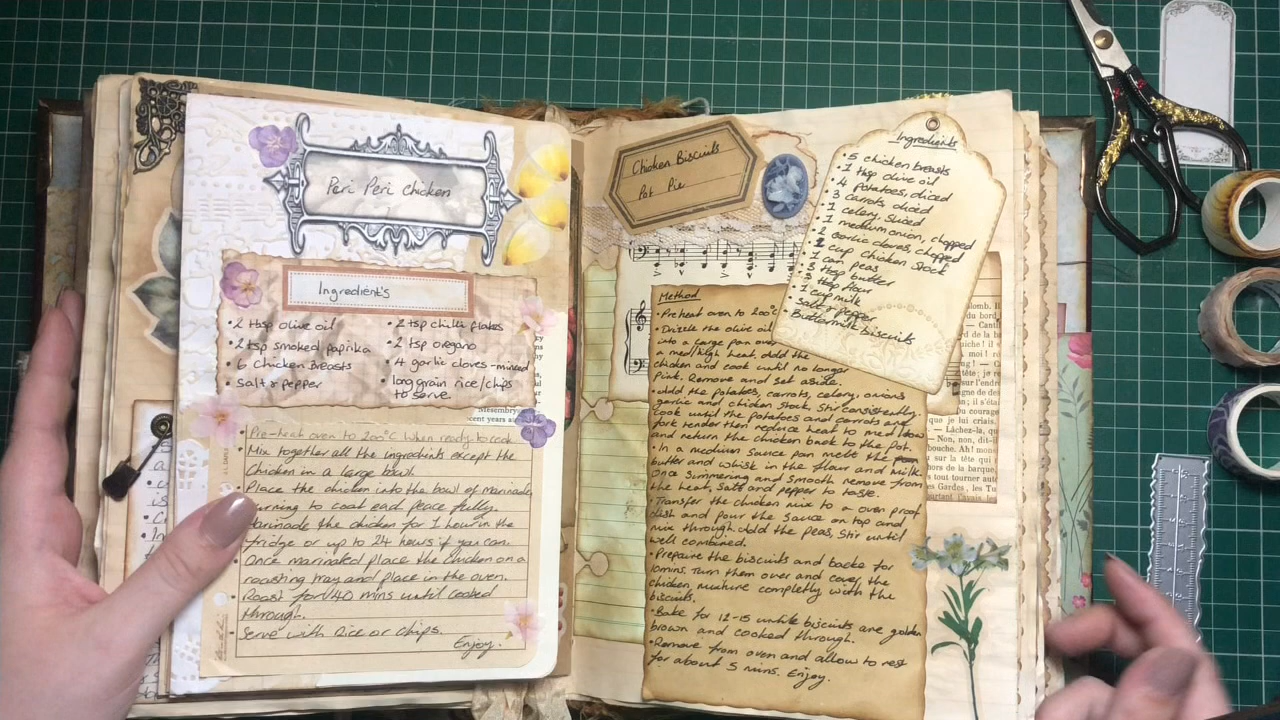 Peri Peri Chicken
Ingredient's
• 2 tbsp olive oil
• 2 tsp smoked paprika
• 6 Chicken Breasts
• Salt & pepper
• 2 tsp chilli flakes
• 2 tsp oregano
• 4 garlic cloves - minced
• long grain rice/chips
to serve.
• Pre-heat oven to 200°C when ready to cook.
• Mix together all the ingredients except the
Chicken in a large bowl.
• Place the chicken into the bowl of marinade,
turning to coat each peace fully.
Marinade the chicken for 1 hour in the
fridge or up to 24 hours if you can.
• Once marinaked place the Chicken on a
roasting tray and place in the oven.
• Roast for 40 mins until cooked
through.
• Serve with Rice or chips.
Enjoy.
Chicken Biscuits
Pot Pie
Ingredients
• 5 chicken breasts
• 1 tbsp olive oil
• 4 potatoes, diced
• 3 carrots diced
• 1 celery, sliced
• 1 medium onion, chopped
• 2 garlic cloves, chopped
• 2 cup chicken stock
• 1 can peas
• 3 tbsp butter
• 3 tbsp flour
• 1 cup milk
• Salt & pepper
• Buttermilk biscuits
Method
• Preheat oven to 200°c
• Drizzle the olive oil
into a large pan over
a med/high heat, add the
chicken and cook until no longer
pink. Remove and set aside.
• Add the potatoes, carrots, celery, onions
garlic and chicken stock. Stir consistently.
Cook until the potatoes and carrots are
fork tender then reduce heat to med low
and return the chicken back to the pot.
• In a medium sauce pan melt the
butter and whisk in the flour and milk.
Once simmering and smooth remove from
the heat, salt and pepper to taste.
• Transfer the chicken mix to a oven proof
dish and pour the sauce on top and
mix through. Add the peas, Stir until
well combined.
• Prepare the biscuits and backe for
10mins. Turn them over and cover the
chicken mixture completly with the
biscuits.
• Bake for 12-15 untile biscuits are golden
brown and cooked through.
• Remove from oven and allow to rest
for about 5 mins. Enjoy.